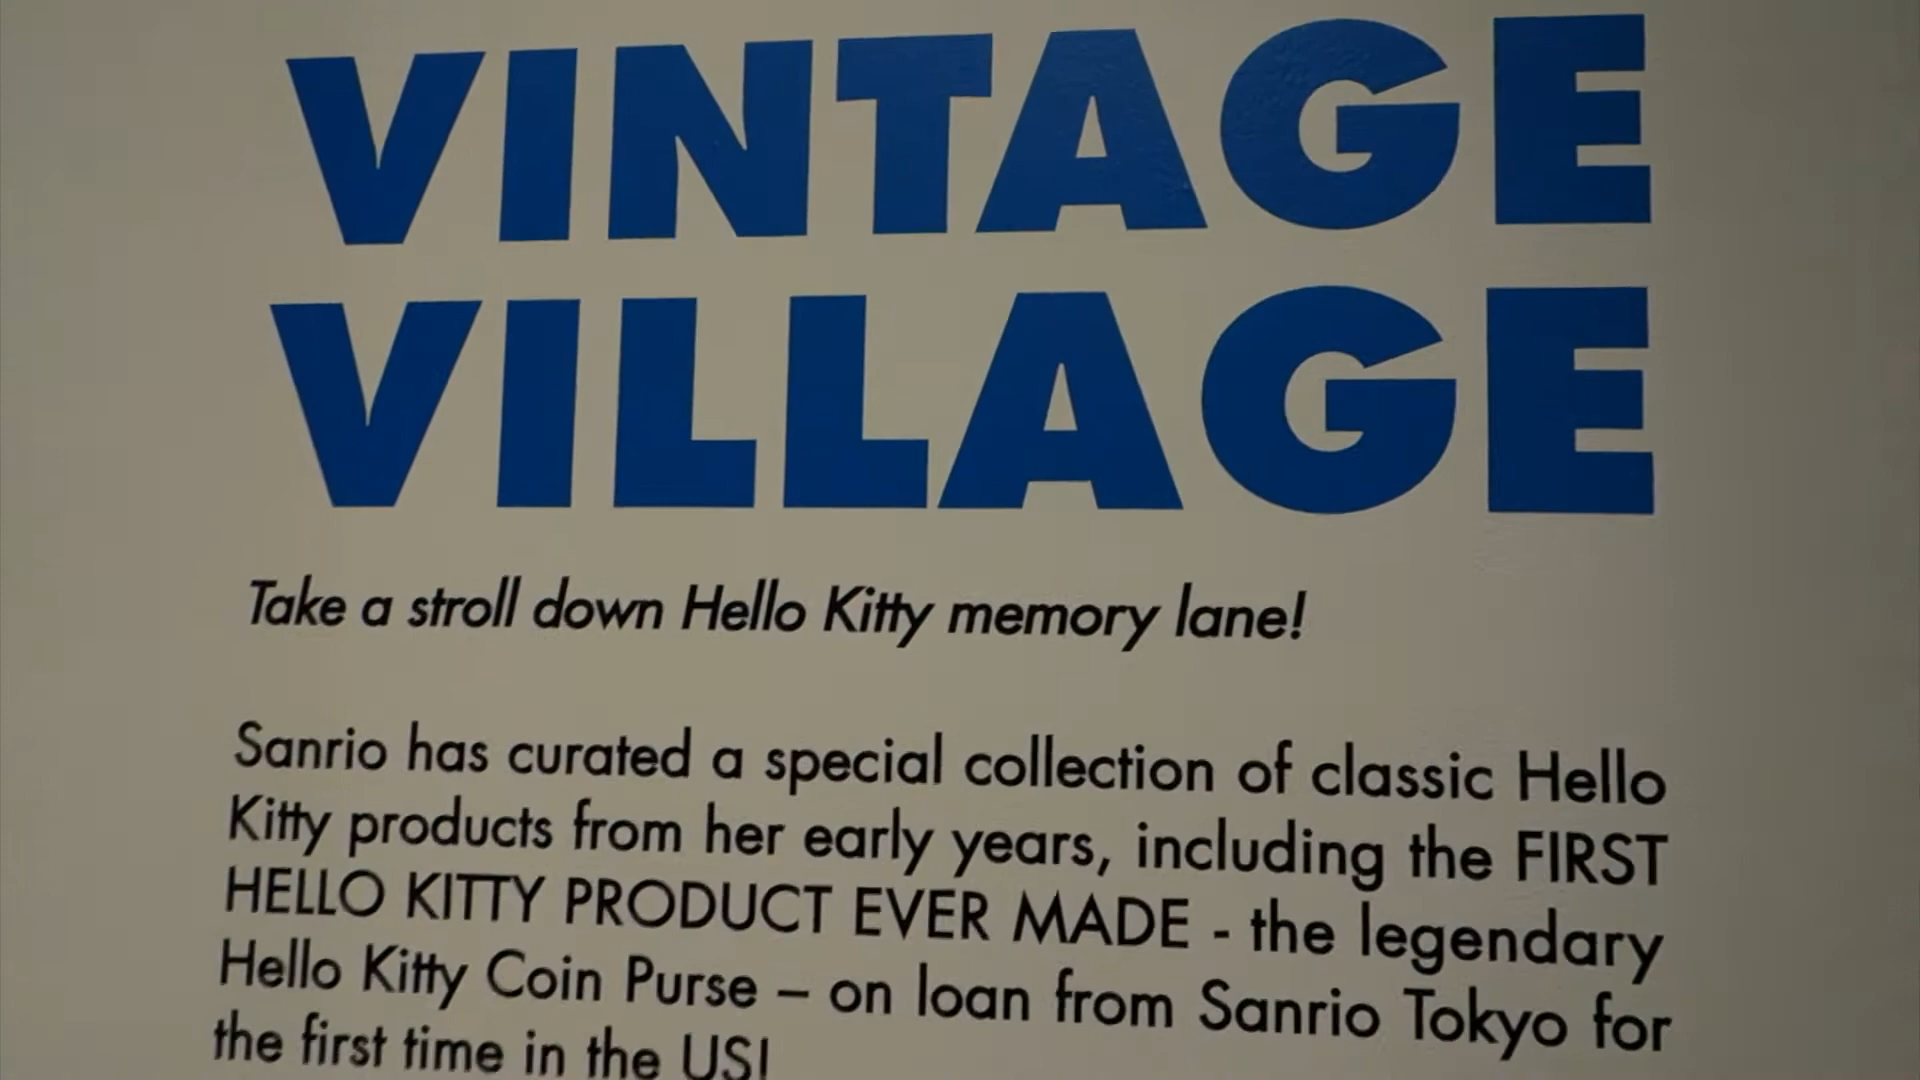 VINTAGE
VILLAGE
Take a stroll down Hello Kitty memory lane!
Sanrio has curated a special collection of classic Hello
Kitty products from her early years, including the FIRST
HELLO KITTY PRODUCT EVER MADE - the legendary
Hello Kitty Coin Purse – on loan from Sanrio Tokyo for
the first time in the US!